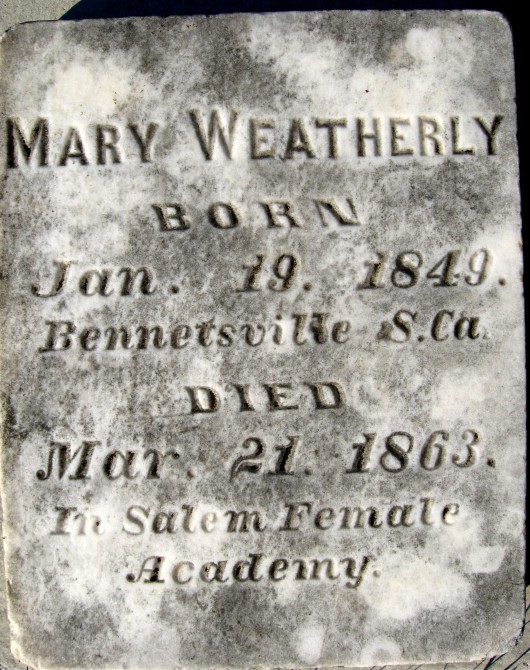 MARY WEATHERLY
BORN
Jan. 19. 1849.
Bennetsville S.Ca.
DIED
Mar. 21. 1863.
In Salem Female
Academy.